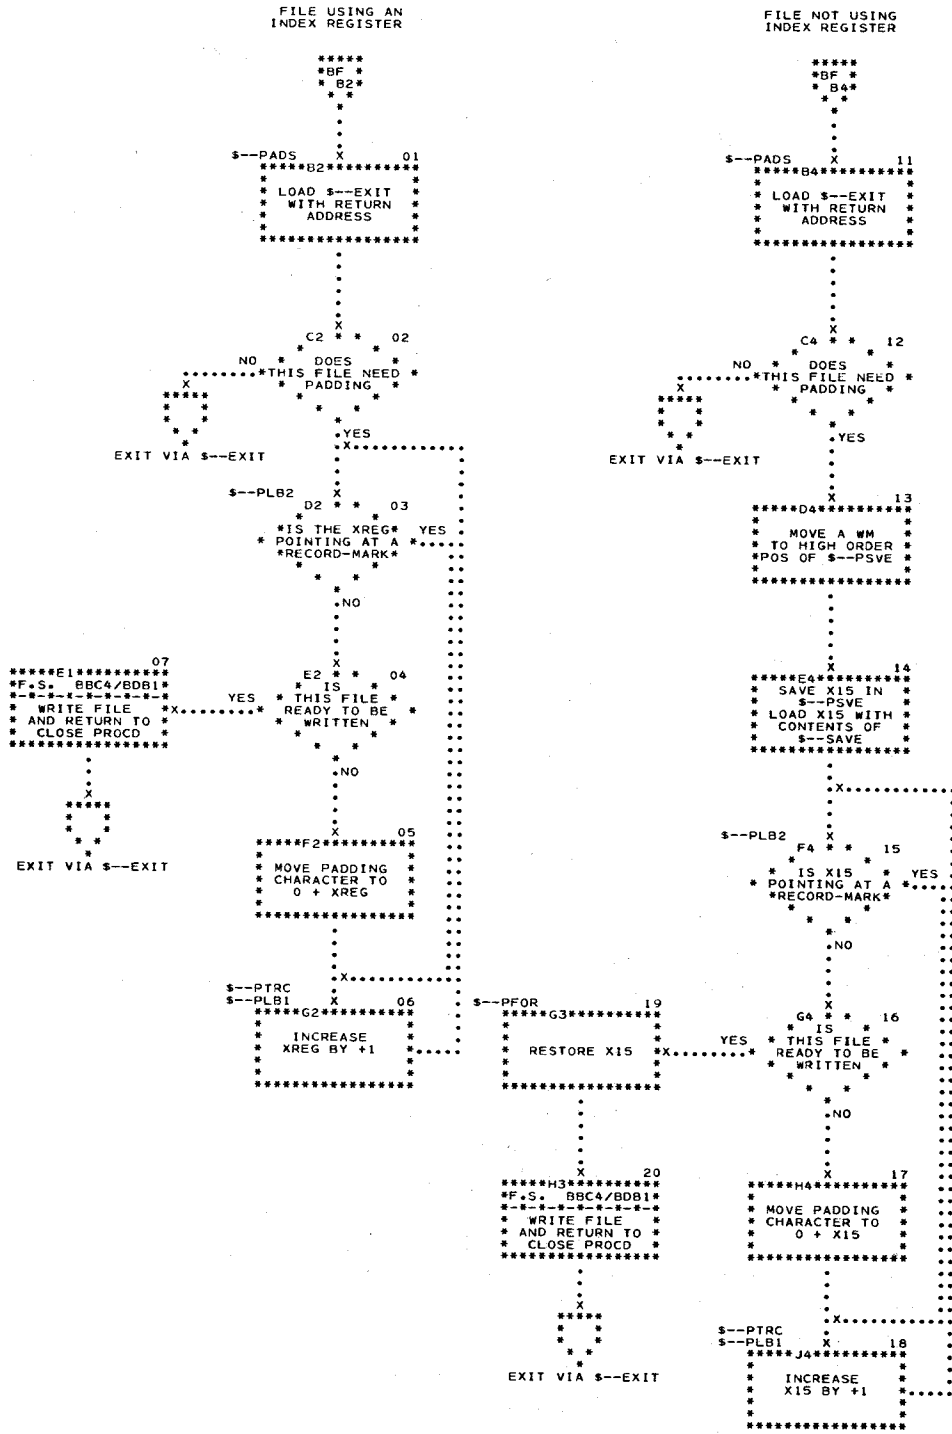 FILE USING AN
INDEX REGISTER
BF
B2
$--PADS
01
B2
LOAD $--EXIT
WITH RETURN
ADDRESS
C2
02
DOES
THIS FILE NEED
PADDING
NO
YES
EXIT VIA $--EXIT
$--PLB2
D2
03
IS THE XREG
POINTING AT A
RECORD-MARK
YES
NO
E2
04
IS
THIS FILE
READY TO BE
WRITTEN
YES
NO
07
E1
F.S. BBC4/BDB1
WRITE FILE
AND RETURN TO
CLOSE PROCD
EXIT VIA $--EXIT
05
F2
MOVE PADDING
CHARACTER TO
0 + XREG
$--PTRC
$--PLB1
06
G2
INCREASE
XREG BY +1
FILE NOT USING
INDEX REGISTER
BF
B4
$--PADS
11
B4
LOAD $--EXIT
WITH RETURN
ADDRESS
C4
12
DOES
THIS FILE NEED
PADDING
NO
YES
EXIT VIA $--EXIT
13
D4
MOVE A WM
TO HIGH ORDER
POS OF $--PSVE
14
E4
SAVE X15 IN
$--PSVE
LOAD X15 WITH
CONTENTS OF
$--SAVE
$--PLB2
F4
15
IS X15
POINTING AT A
RECORD-MARK
YES
NO
G4
16
IS
THIS FILE
READY TO BE
WRITTEN
YES
NO
$--PFOR
19
G3
RESTORE X15
20
H3
F.S. BBC4/BDB1
WRITE FILE
AND RETURN TO
CLOSE PROCD
EXIT VIA $--EXIT
17
H4
MOVE PADDING
CHARACTER TO
0 + X15
$--PTRC
$--PLB1
18
J4
INCREASE
X15 BY +1